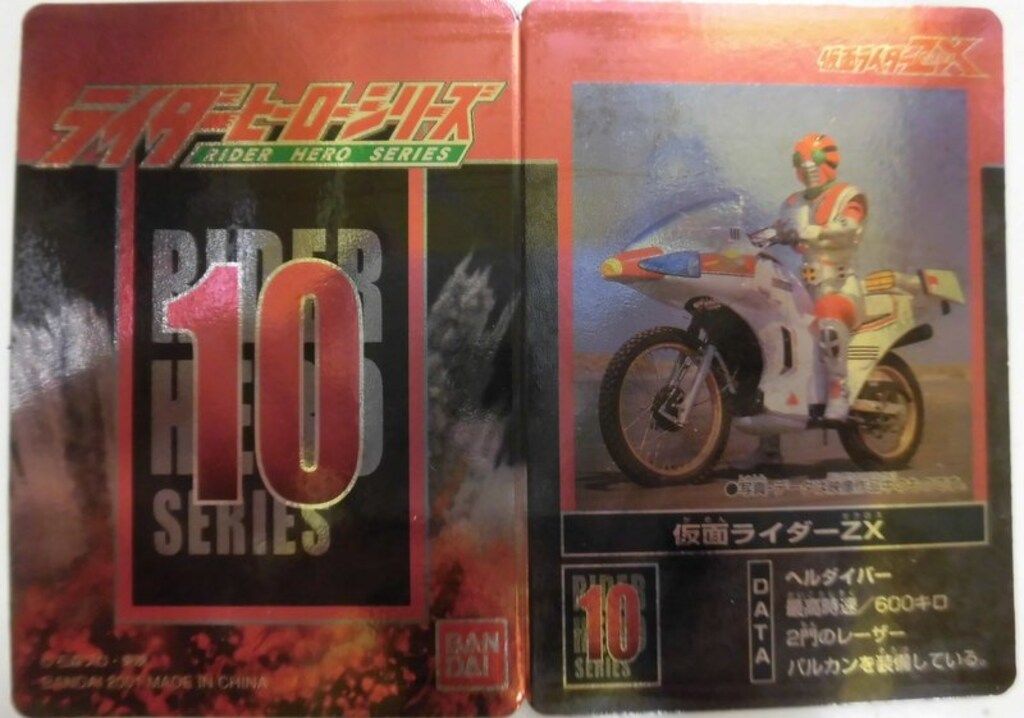 ライダーヒーローシリーズ
RIDER HERO SERIES
RIDER
HERO
SERIES
10
BANDAI 2001 MADE IN CHINA
BAN
DAI
仮面ライダーZX
仮面ライダーZX
RIDER
10
SERIES
DATA
ヘルダイバー
最高時速/600キロ
2門のレーザー
バルカンを装備している。